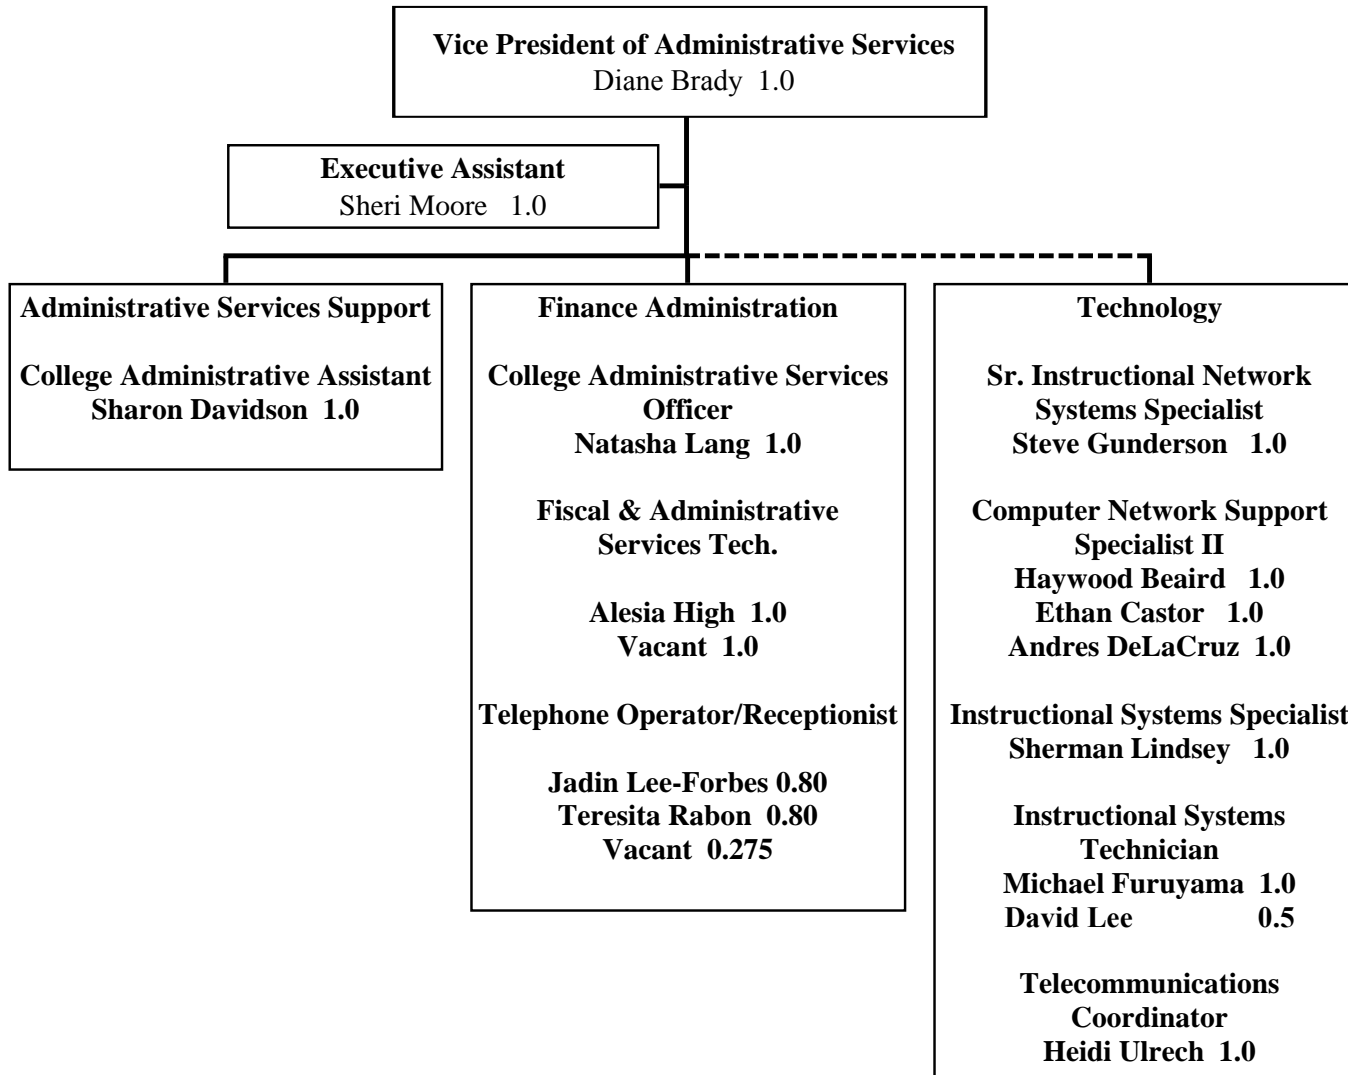 Vice President of Administrative Services
Diane Brady 1.0
Executive Assistant
Sheri Moore 1.0
Administrative Services Support
College Administrative Assistant
Sharon Davidson 1.0
Finance Administration
College Administrative Services
Officer
Natasha Lang 1.0
Fiscal & Administrative
Services Tech.
Alesia High 1.0
Vacant 1.0
Telephone Operator/Receptionist
Jadin Lee-Forbes 0.80
Teresita Rabon 0.80
Vacant 0.275
Technology
Sr. Instructional Network
Systems Specialist
Steve Gunderson 1.0
Computer Network Support
Specialist II
Haywood Beaird 1.0
Ethan Castor 1.0
Andres DeLaCruz 1.0
Instructional Systems Specialist
Sherman Lindsey 1.0
Instructional Systems
Technician
Michael Furuyama 1.0
David Lee 0.5
Telecommunications
Coordinator
Heidi Ulrech 1.0